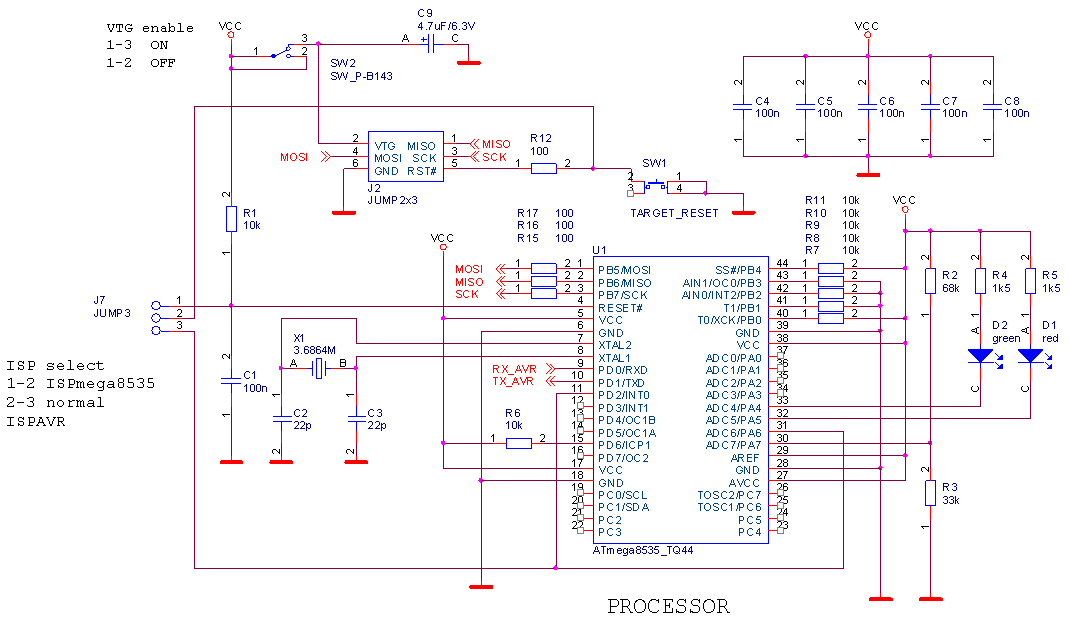 VTG enable
1-3 ON
1-2 OFF
VCC
1
3
2
SW2
SW_P-B143
C9
4.7uF/6.3V
A
+
C
VCC
2
2
2
2
2
C4
100n
C5
100n
C6
100n
C7
100n
C8
100n
1
1
1
1
1
MOSI
2
4
6
VTG MISO
MOSI SCK
GND RST#
1
3
5
MISO
SCK
J2
JUMP2x3
R12
100
1
2
SW1
2
3
1
4
TARGET_RESET
2
R1
10k
1
R17 100
R16 100
R15 100
R11 10k
R10 10k
R9 10k
R8 10k
R7 10k
VCC
VCC
U1
MOSI 1 2 1 PB5/MOSI
MISO 1 2 2 PB6/MISO
SCK 1 2 3 PB7/SCK
4 RESET#
5 VCC
6 GND
7 XTAL2
8 XTAL1
RX_AVR 9 PD0/RXD
TX_AVR 10 PD1/TXD
11 PD2/INT0
12 PD3/INT1
13 PD4/OC1B
14 PD5/OC1A
15 PD6/ICP1
16 PD7/OC2
17 VCC
18 GND
19 PC0/SCL
20 PC1/SDA
21 PC2
22 PC3
SS#/PB4 44 1 2
AIN1/OC0/PB3 43 1 2
AIN0/INT2/PB2 42 1 2
T1/PB1 41 1 2
T0/XCK/PB0 40 1 2
GND 39
VCC 38
ADC0/PA0 37
ADC1/PA1 36
ADC2/PA2 35
ADC3/PA3 34
ADC4/PA4 33
ADC5/PA5 32
ADC6/PA6 31
ADC7/PA7 30
AREF 29
GND 28
AVCC 27
TOSC2/PC7 26
TOSC1/PC6 25
PC5 24
PC4 23
ATmega8535_TQ44
2
R2
68k
1
2
R4
1k5
1
2
R5
1k5
1
A
D2
green
C
A
D1
red
C
2
R3
33k
1
J7
JUMP3
1
2
3
ISP select
1-2 ISPmega8535
2-3 normal
ISPAVR
2
C1
100n
1
X1
3.6864M
A
B
1
C2
22p
2
1
C3
22p
2
R6
10k
1
2
PROCESSOR